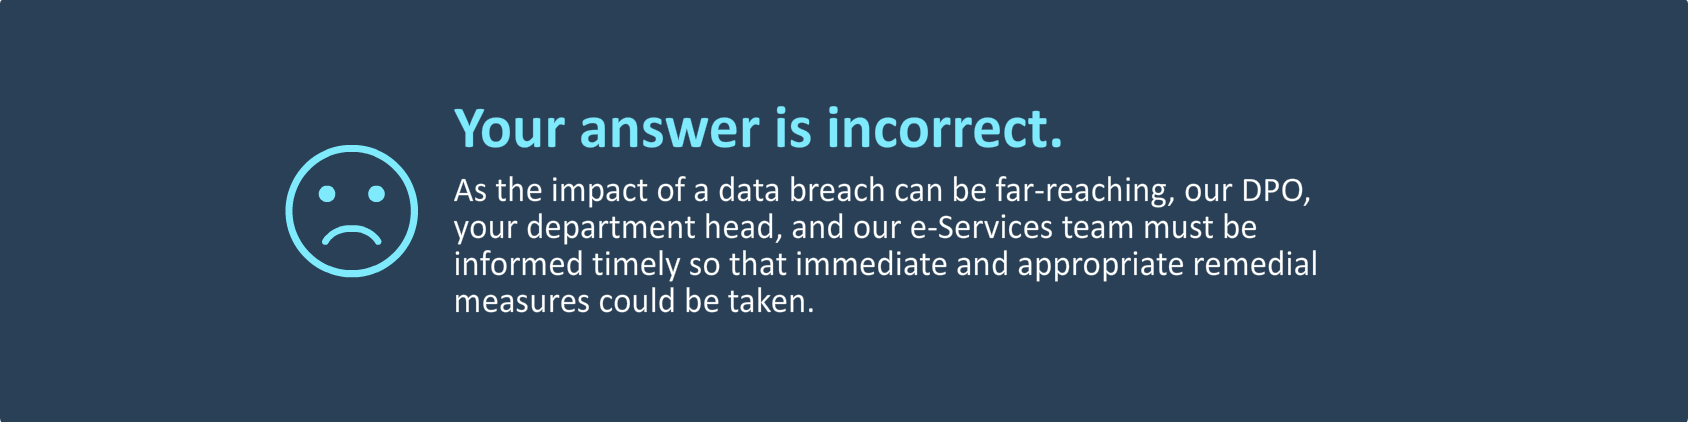 Your answer is incorrect.
As the impact of a data breach can be far-reaching, our DPO,
your department head, and our e-Services team must be
informed timely so that immediate and appropriate remedial
measures could be taken.